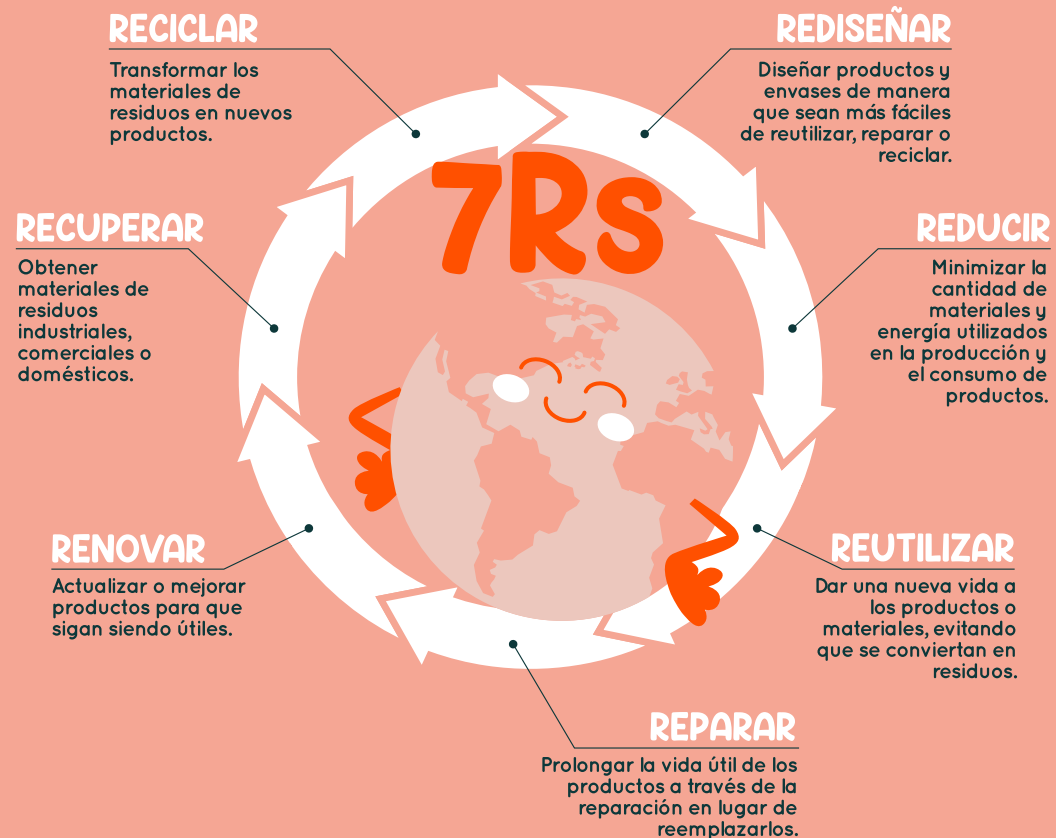 7Rs
REDISEÑAR
Diseñar productos y
envases de manera
que sean más fáciles
de reutilizar, reparar o
reciclar.
REDUCIR
Minimizar la
cantidad de
materiales y
energía utilizados
en la producción y
el consumo de
productos.
REUTILIZAR
Dar una nueva vida a
los productos o
materiales, evitando
que se conviertan en
residuos.
REPARAR
Prolongar la vida útil de los
productos a través de la
reparación en lugar de
reemplazarlos.
RENOVAR
Actualizar o mejorar
productos para que
sigan siendo útiles.
RECUPERAR
Obtener
materiales de
residuos
industriales,
comerciales o
domésticos.
RECICLAR
Transformar los
materiales de
residuos en nuevos
productos.